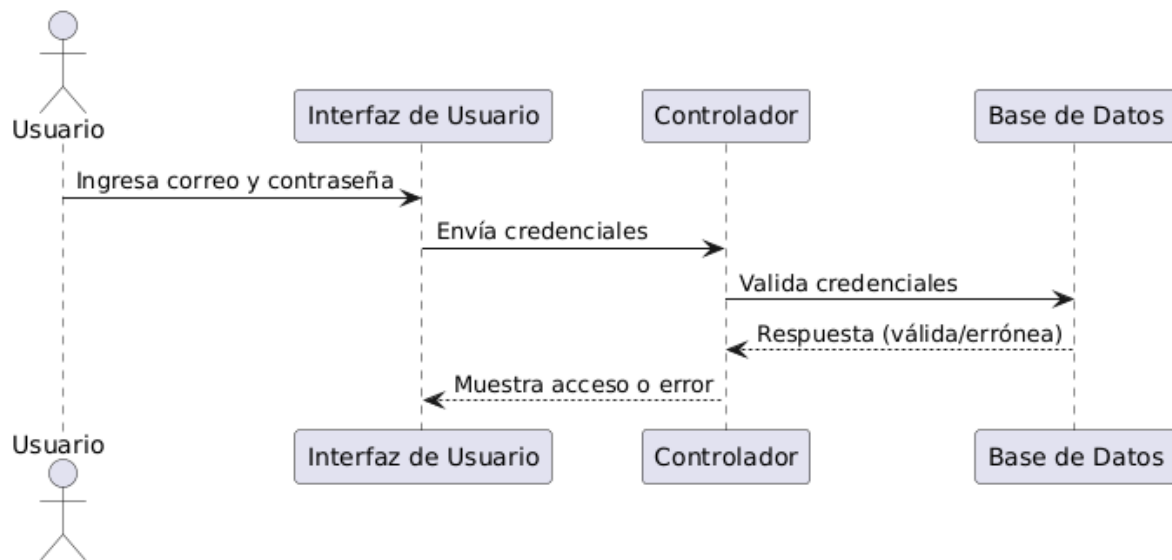 Usuario
Interfaz de Usuario
Controlador
Base de Datos
Ingresa correo y contraseña
Envía credenciales
Valida credenciales
Respuesta (válida/errónea)
Muestra acceso o error
Usuario
Interfaz de Usuario
Controlador
Base de Datos